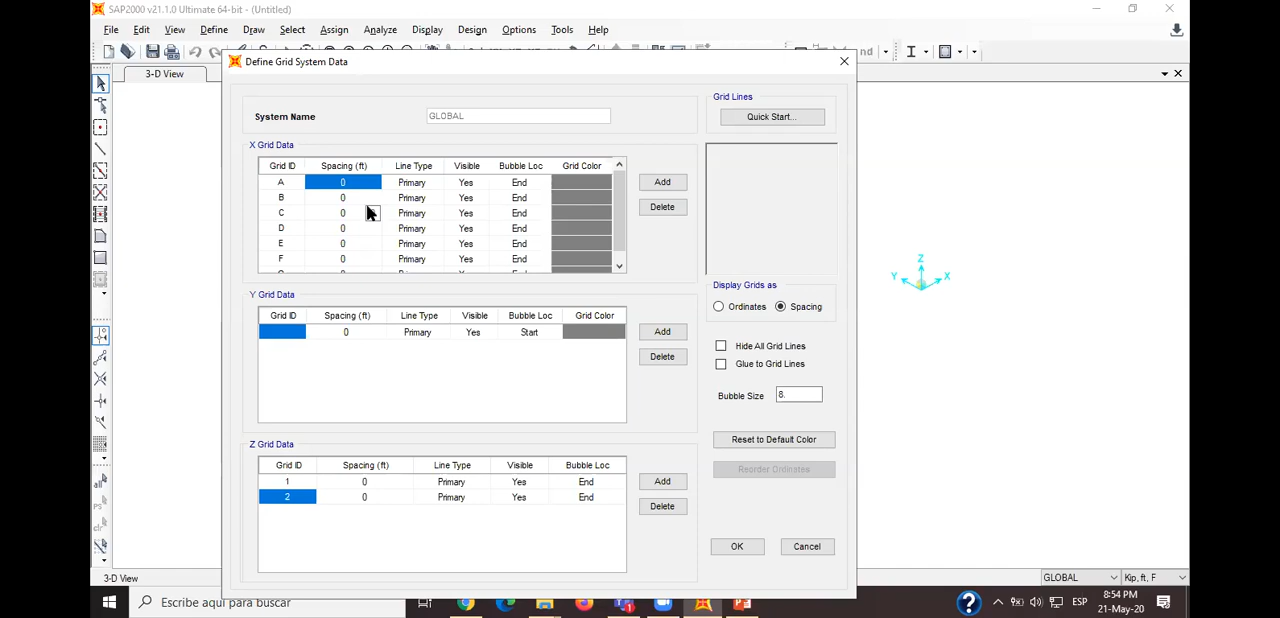 SAP2000 v21.1.0 Ultimate 64-bit - (Untitled)
File Edit View Define Draw Select Assign Analyze Display Design Options Tools Help
nd
3-D View
Define Grid System Data
System Name GLOBAL
Grid Lines
Quick Start...
X Grid Data
Grid ID Spacing (ft) Line Type Visible Bubble Loc Grid Color
A 0 Primary Yes End
B 0 Primary Yes End
C 0 Primary Yes End
D 0 Primary Yes End
E 0 Primary Yes End
F 0 Primary Yes End
Add
Delete
Y Grid Data
Grid ID Spacing (ft) Line Type Visible Bubble Loc Grid Color
0 Primary Yes Start
Add
Delete
Z Grid Data
Grid ID Spacing (ft) Line Type Visible Bubble Loc
1 0 Primary Yes End
2 0 Primary Yes End
Add
Delete
Display Grids as
Ordinates Spacing
Hide All Grid Lines
Glue to Grid Lines
Bubble Size 8.
Reset to Default Color
Reorder Ordinates
OK Cancel
Z
Y X
3-D View
GLOBAL Kip, ft, F
Escribe aquí para buscar
ESP
8:54 PM
21-May-20